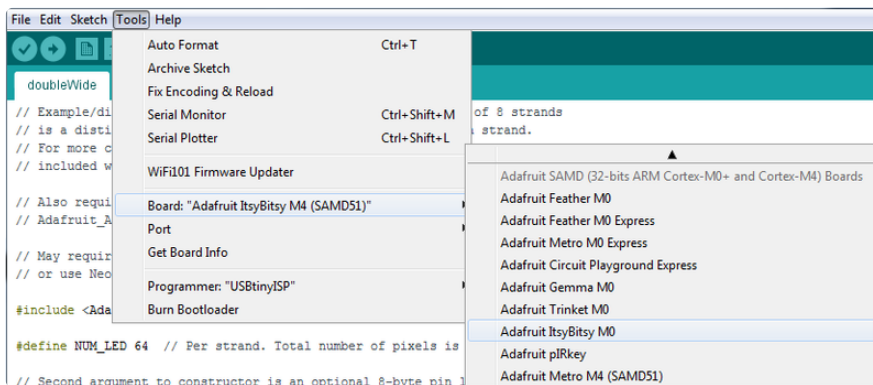 File Edit Sketch Tools Help
Auto Format Ctrl+T
Archive Sketch
Fix Encoding & Reload
Serial Monitor Ctrl+Shift+M
Serial Plotter Ctrl+Shift+L
WiFi101 Firmware Updater
Board: "Adafruit ItsyBitsy M4 (SAMD51)"
Port
Get Board Info
Programmer: "USBtinyISP"
Burn Bootloader
Adafruit SAMD (32-bits ARM Cortex-M0+ and Cortex-M4) Boards
Adafruit Feather M0
Adafruit Feather M0 Express
Adafruit Metro M0 Express
Adafruit Circuit Playground Express
Adafruit Gemma M0
Adafruit Trinket M0
Adafruit ItsyBitsy M0
Adafruit pIRkey
Adafruit Metro M4 (SAMD51)
doubleWide
// Example/di of 8 strands
// is a disti strand.
// For more c
// included w
// Also requi
// Adafruit_A
// May requir
// or use Neo
#include <Ada
#define NUM_LED 64 // Per strand. Total number of pixels is
// Second argument to constructor is an optional 8-byte pin l